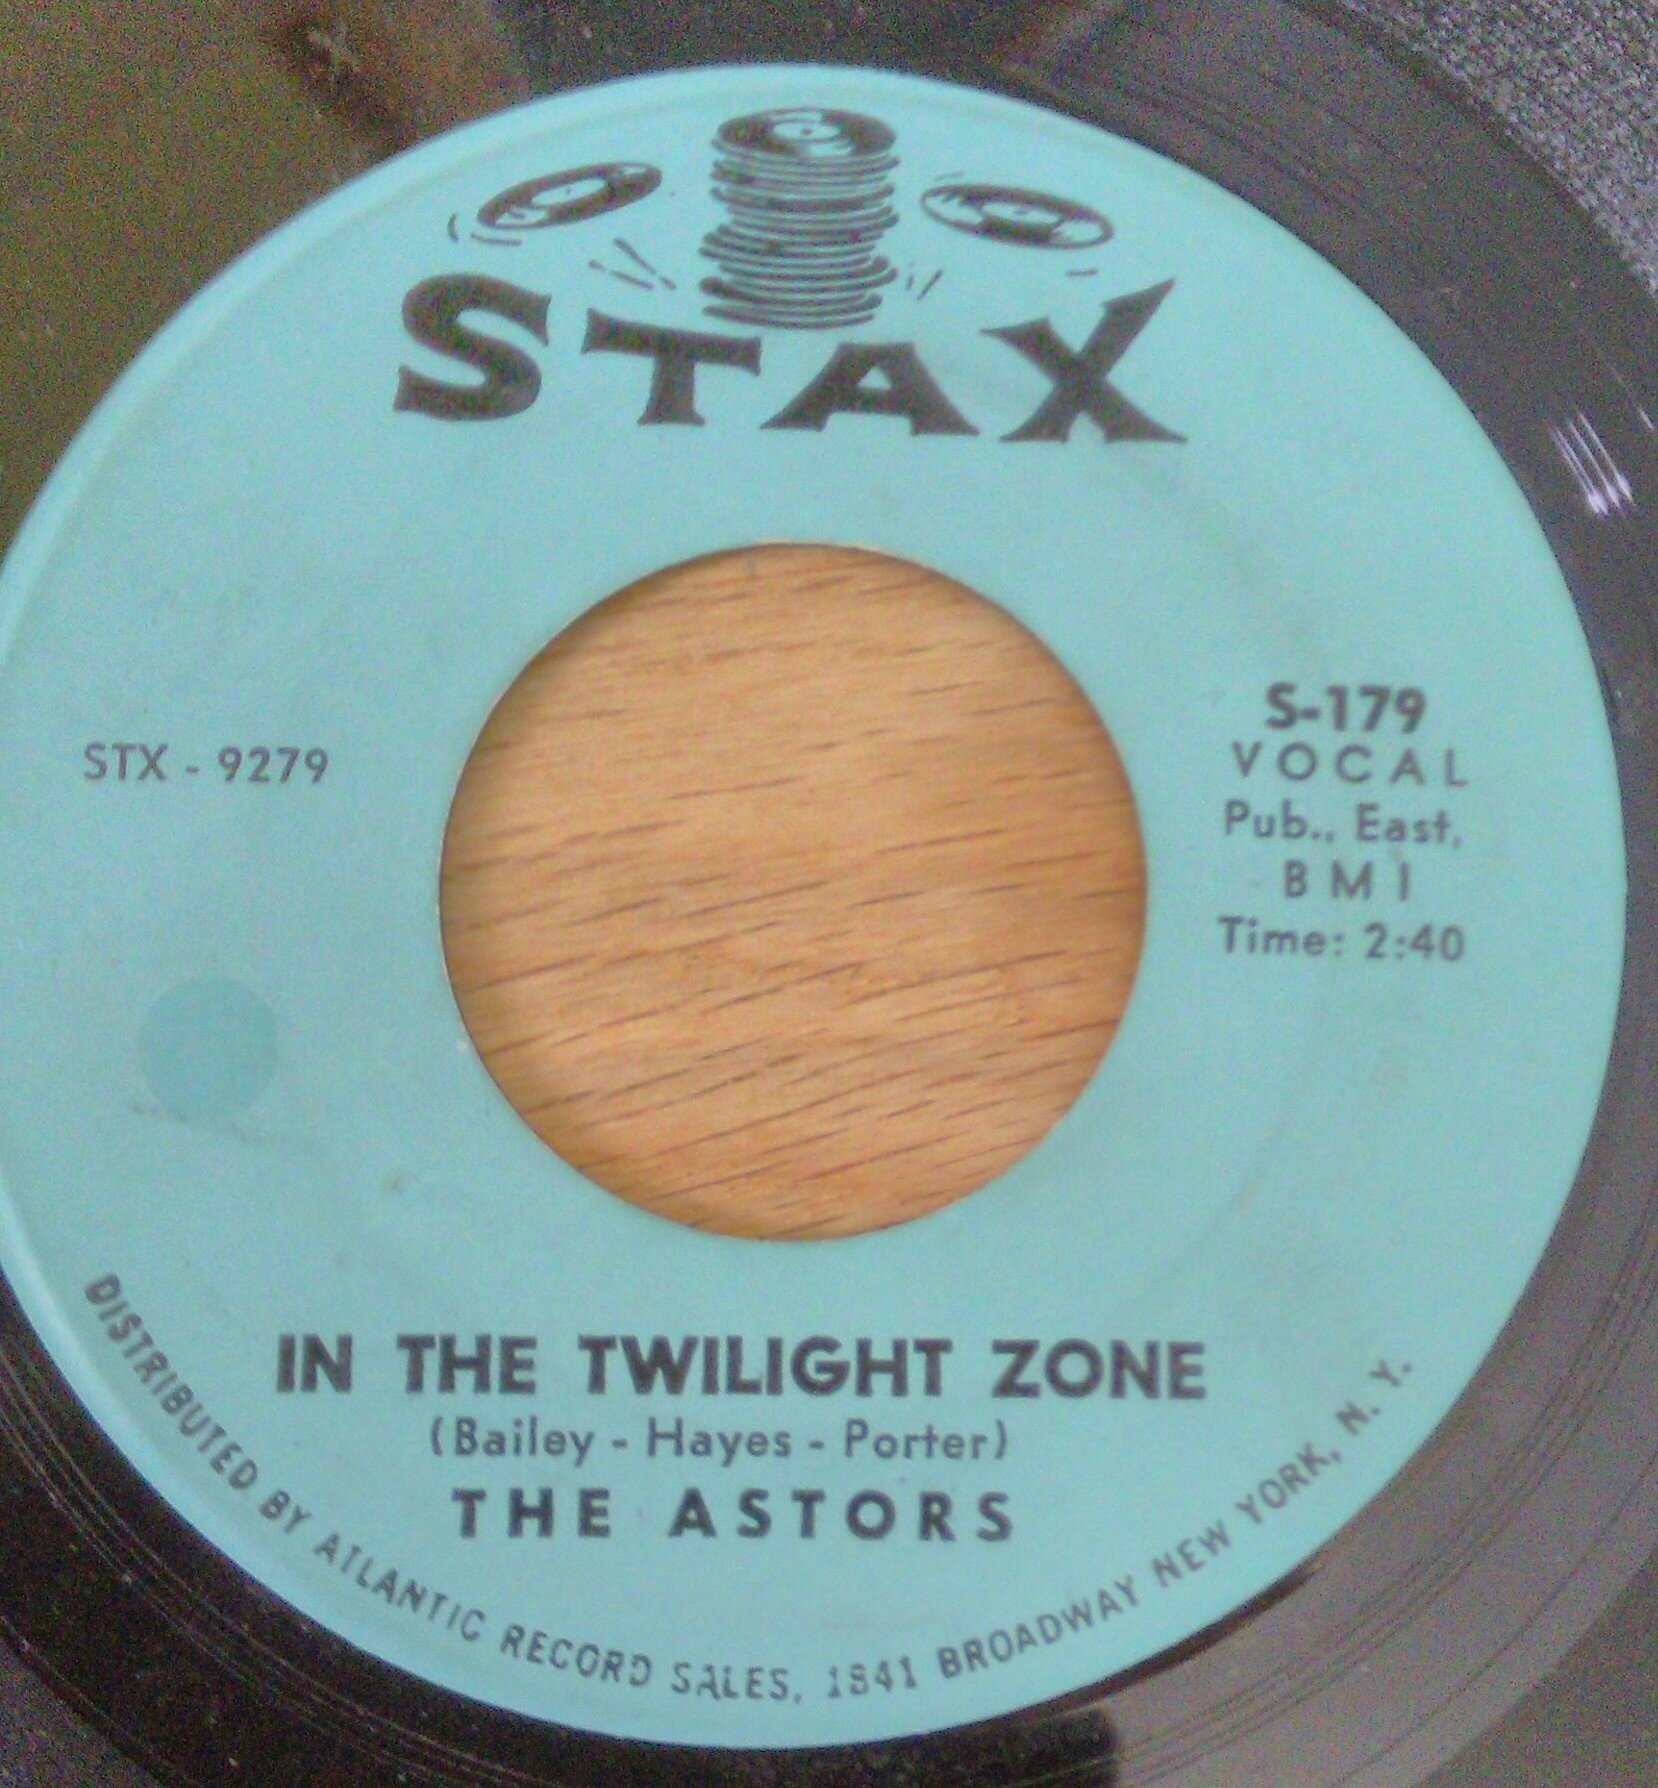 STAX
STX - 9279
S-179
VOCAL
Pub., East,
BMI
Time: 2:40
IN THE TWILIGHT ZONE
(Bailey - Hayes - Porter)
THE ASTORS
DISTRIBUTED BY ATLANTIC RECORD SALES, 1841 BROADWAY NEW YORK, N. Y.